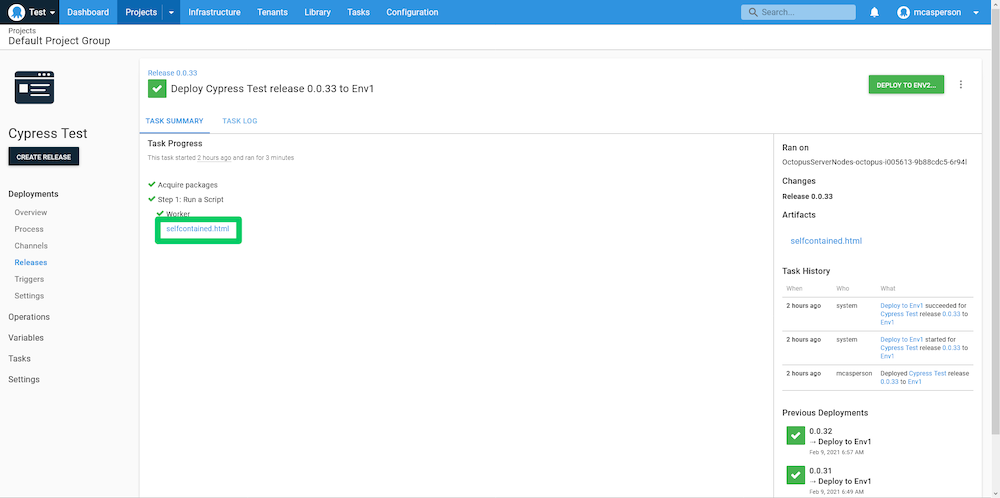 Test Dashboard Projects Infrastructure Tenants Library Tasks Configuration Search... mcasperson
Projects
Default Project Group
Cypress Test
CREATE RELEASE
Deployments
Overview
Process
Channels
Releases
Triggers
Settings
Operations
Variables
Tasks
Settings
Release 0.0.33
Deploy Cypress Test release 0.0.33 to Env1
DEPLOY TO ENV2...
TASK SUMMARY TASK LOG
Task Progress
This task started 2 hours ago and ran for 3 minutes
Acquire packages
Step 1: Run a Script
Worker
selfcontained.html
Ran on
OctopusServerNodes-octopus-i005613-9b88cdc5-6r94l
Changes
Release 0.0.33
Artifacts
selfcontained.html
Task History
When Who What
2 hours ago system Deploy to Env1 succeeded for
Cypress Test release 0.0.33 to
Env1
2 hours ago system Deploy to Env1 started for
Cypress Test release 0.0.33 to
Env1
2 hours ago mcasperson Deployed Cypress Test release
0.0.33 to Env1
Previous Deployments
0.0.32
→ Deploy to Env1
Feb 9, 2021 6:57 AM
0.0.31
→ Deploy to Env1
Feb 9, 2021 6:49 AM